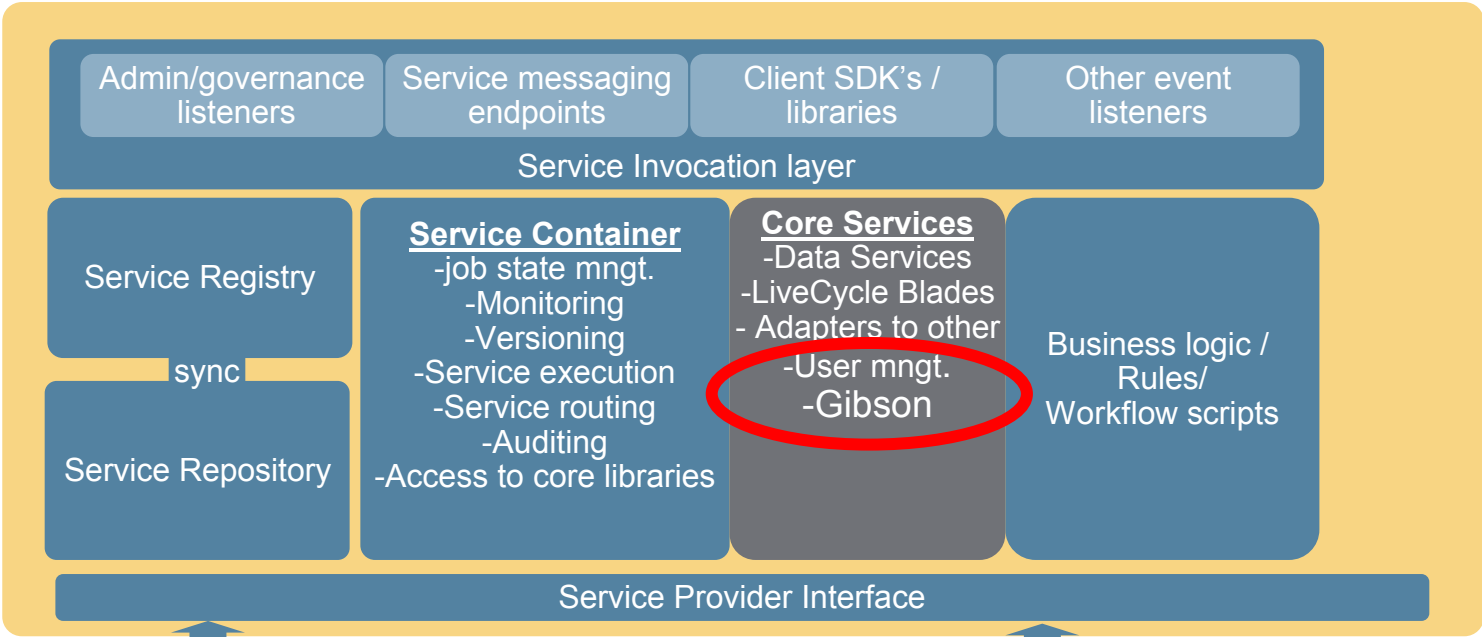 Admin/governance
listeners
Service messaging
endpoints
Client SDK’s /
libraries
Other event
listeners
Service Invocation layer
Service Registry
sync
Service Repository
Service Container
-job state mngt.
-Monitoring
-Versioning
-Service execution
-Service routing
-Auditing
-Access to core libraries
Core Services
-Data Services
-LiveCycle Blades
- Adapters to other
-User mngt.
-Gibson
Business logic /
Rules/
Workflow scripts
Service Provider Interface